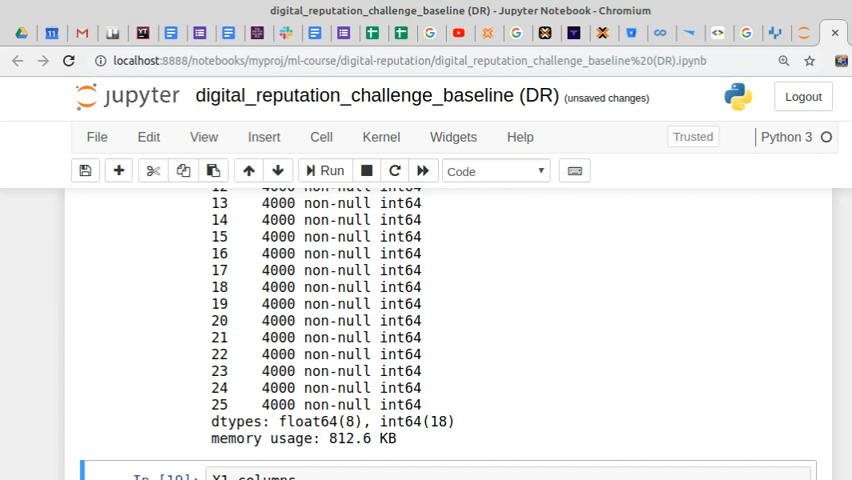 digital_reputation_challenge_baseline (DR) - Jupyter Notebook - Chromium
localhost:8888/notebooks/myproj/ml-course/digital-reputation/digital_reputation_challenge_baseline%20(DR).ipynb
jupyter digital_reputation_challenge_baseline (DR) (unsaved changes) Logout
File Edit View Insert Cell Kernel Widgets Help Trusted Python 3
Run Code
12 4000 non-null int64
13 4000 non-null int64
14 4000 non-null int64
15 4000 non-null int64
16 4000 non-null int64
17 4000 non-null int64
18 4000 non-null int64
19 4000 non-null int64
20 4000 non-null int64
21 4000 non-null int64
22 4000 non-null int64
23 4000 non-null int64
24 4000 non-null int64
25 4000 non-null int64
dtypes: float64(8), int64(18)
memory usage: 812.6 KB
In [19]: X1.columns